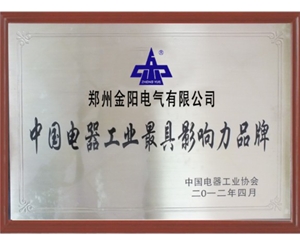 郑州金阳电气有限公司
中国电器工业最具影响力品牌
中国电器工业协会
二〇一二年四月